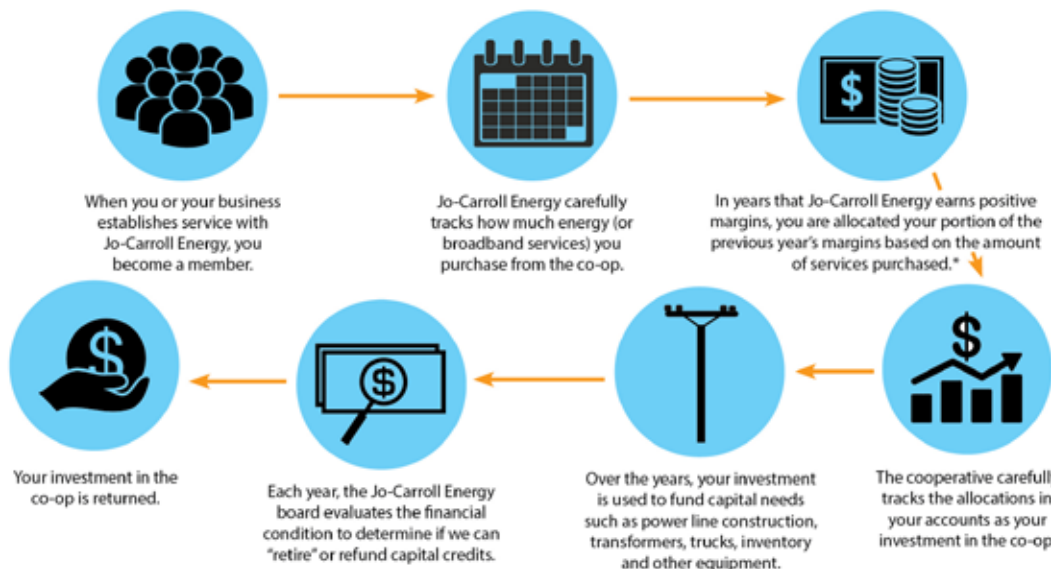 When you or your business
establishes service with
Jo-Carroll Energy, you
become a member.
Jo-Carroll Energy carefully
tracks how much energy (or
broadband services) you
purchase from the co-op.
$
In years that Jo-Carroll Energy earns positive
margins, you are allocated your portion of the
previous year's margins based on the amount
of services purchased.*
$
The cooperative carefull
tracks the allocations in
your accounts as your
investment in the co-op
Over the years, your investment
is used to fund capital needs
such as power line construction,
transformers, trucks, inventory
and other equipment.
$
Each year, the Jo-Carroll Energy
board evaluates the financial
condition to determine if we can
"retire" or refund capital credits.
$
Your investment in the
co-op is returned.